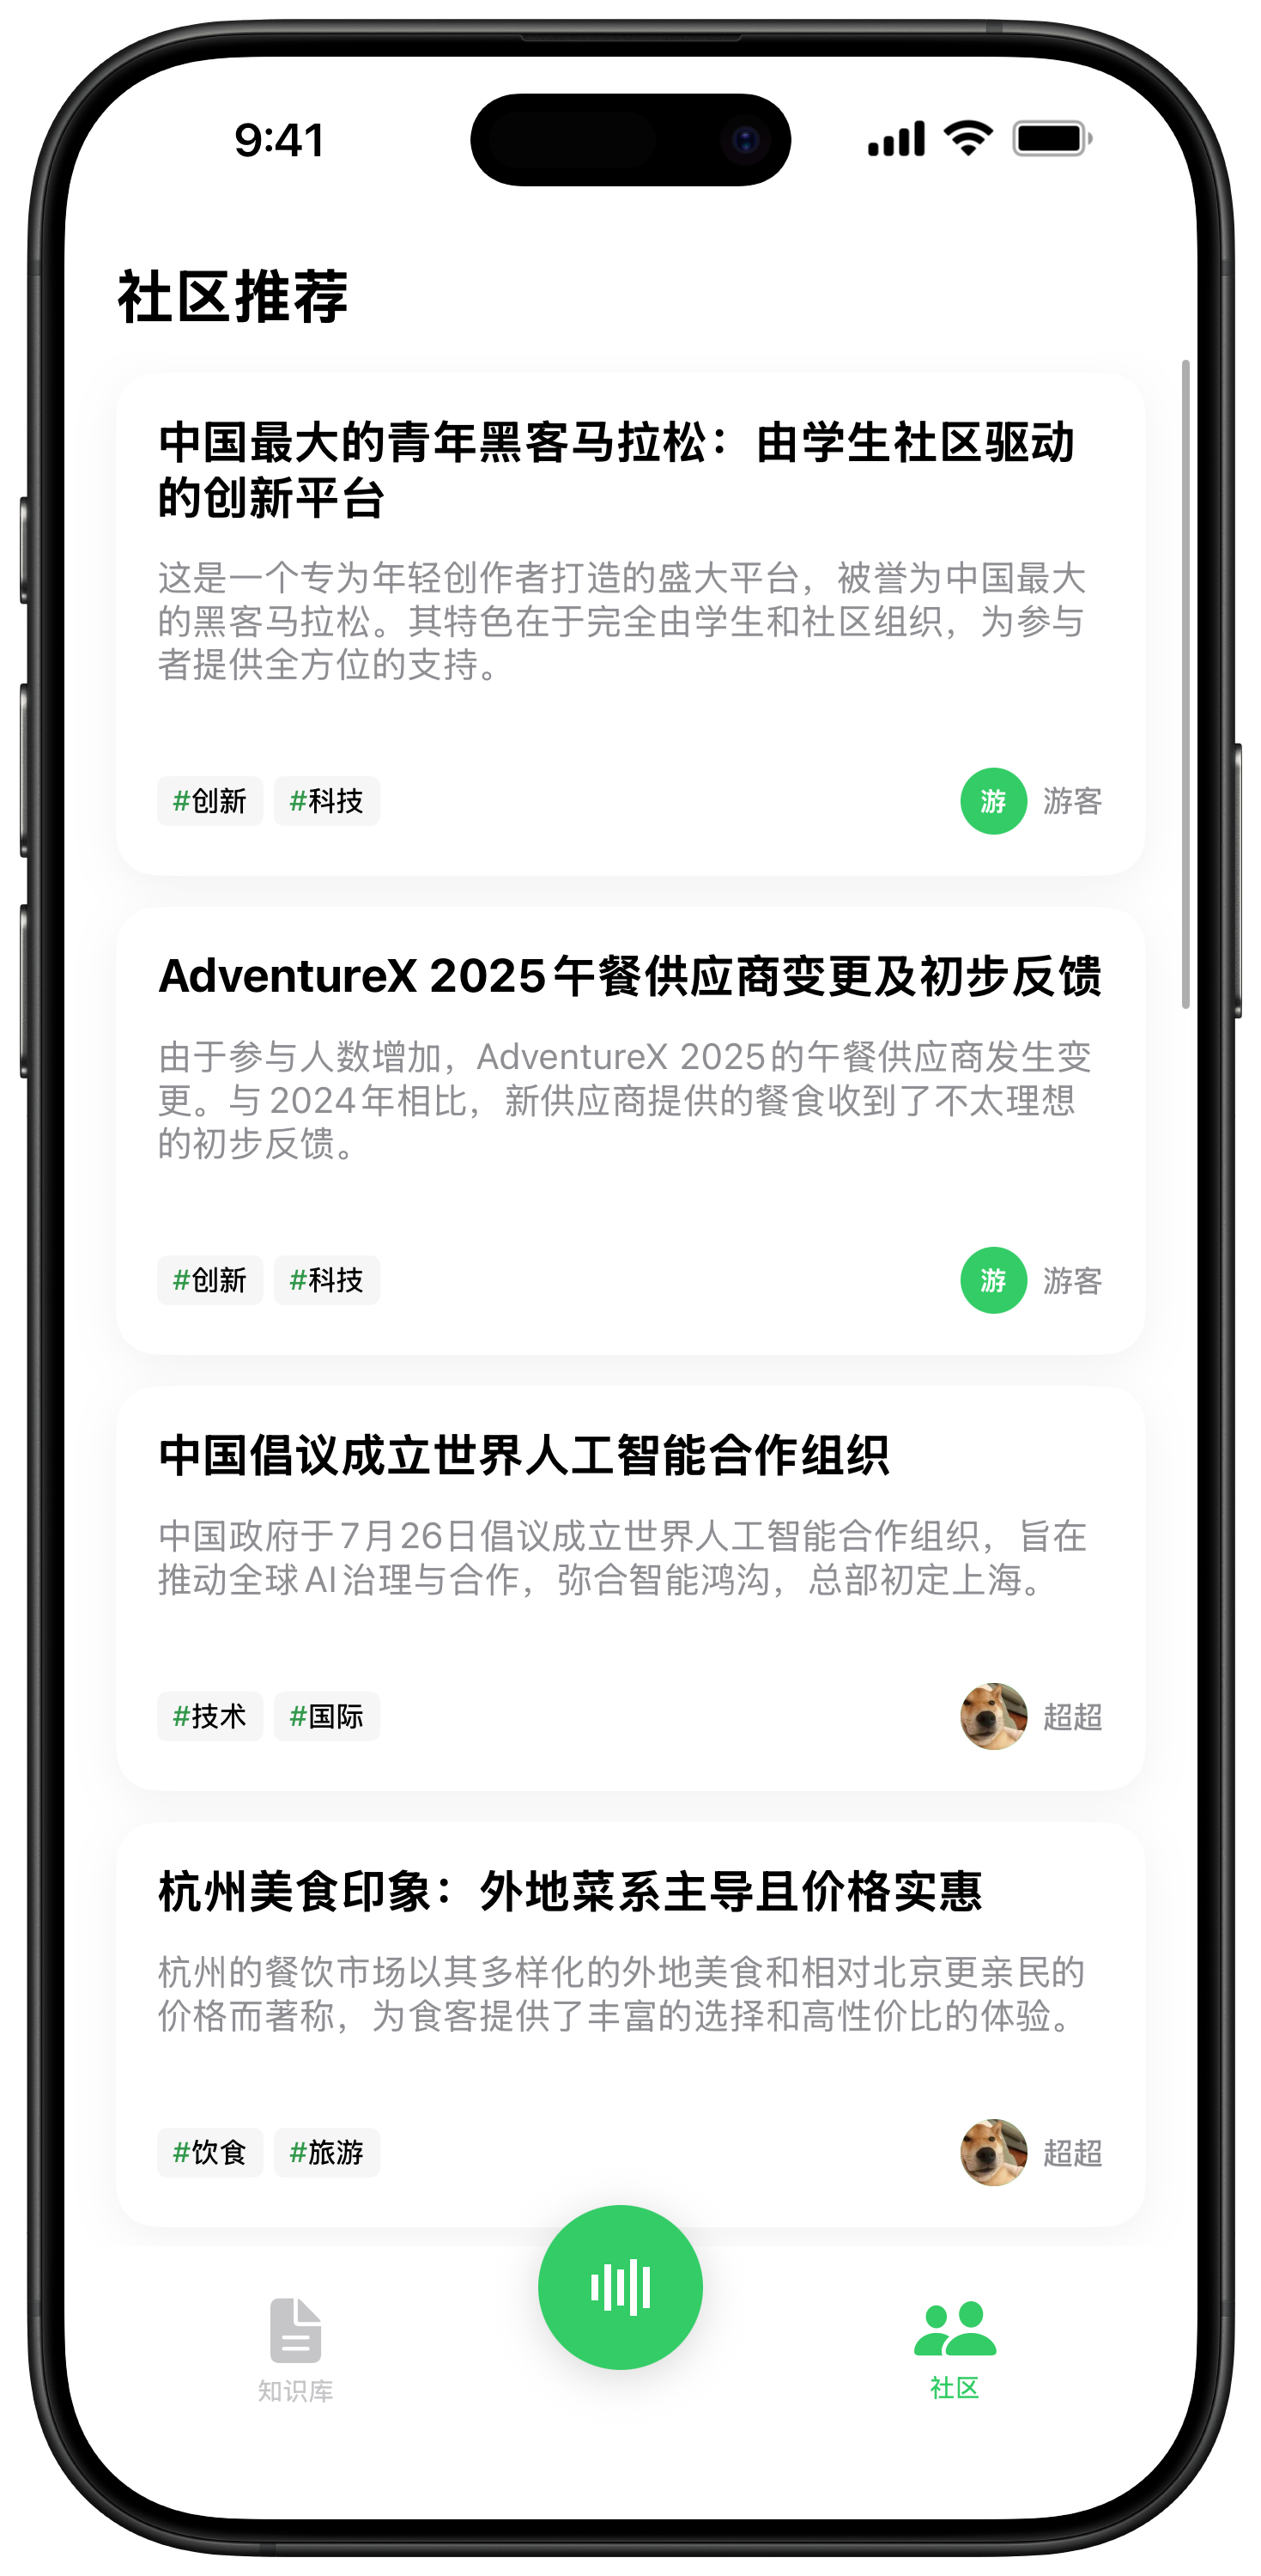 9:41
社区推荐
中国最大的青年黑客马拉松：由学生社区驱动
的创新平台
这是一个专为年轻创作者打造的盛大平台，被誉为中国最大
的黑客马拉松。其特色在于完全由学生和社区组织，为参与
者提供全方位的支持。
#创新 #科技 游 游客
AdventureX 2025午餐供应商变更及初步反馈
由于参与人数增加，AdventureX 2025的午餐供应商发生变
更。与2024年相比，新供应商提供的餐食收到了不太理想
的初步反馈。
#创新 #科技 游 游客
中国倡议成立世界人工智能合作组织
中国政府于7月26日倡议成立世界人工智能合作组织，旨在
推动全球AI治理与合作，弥合智能鸿沟，总部初定上海。
#技术 #国际 超超
杭州美食印象：外地菜系主导且价格实惠
杭州的餐饮市场以其多样化的外地美食和相对北京更亲民的
价格而著称，为食客提供了丰富的选择和高性价比的体验。
#饮食 #旅游 超超
知识库 社区